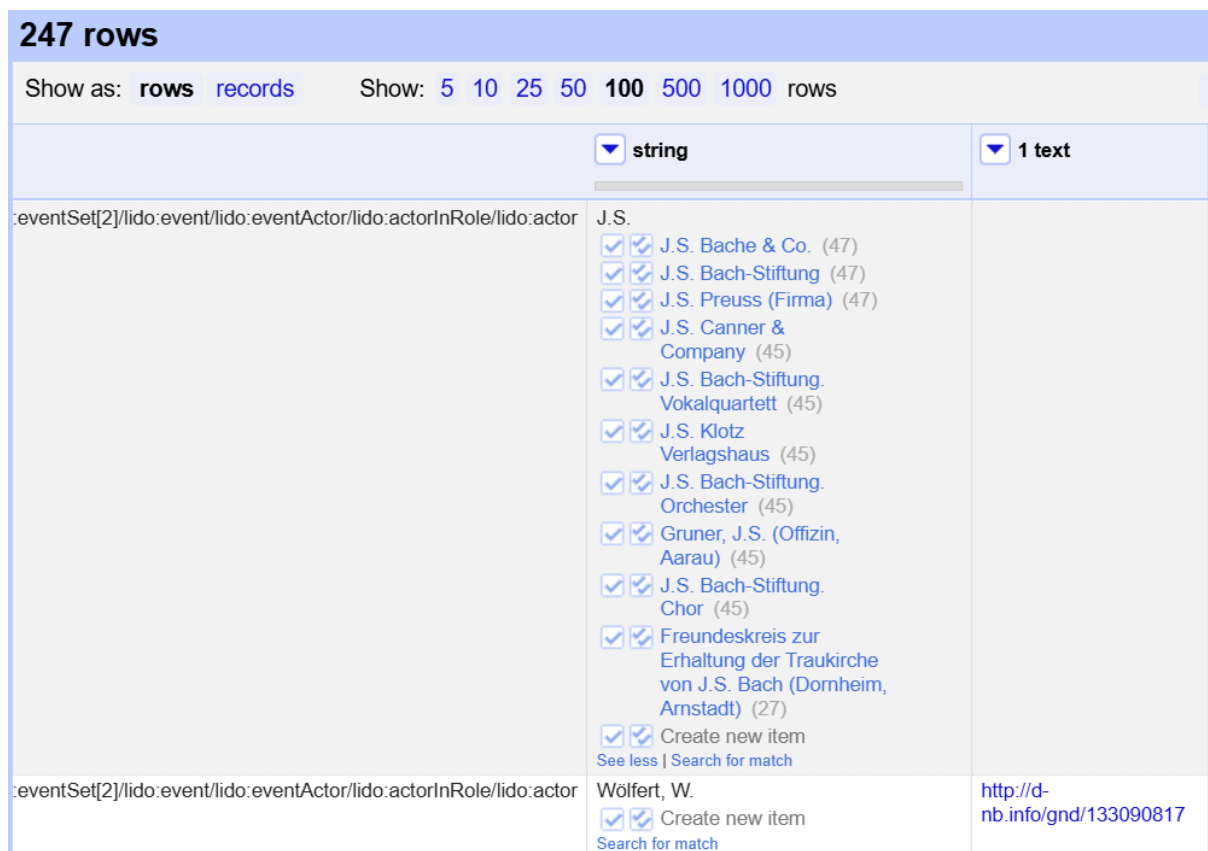 247 rows
Show as: rows records Show: 5 10 25 50 100 500 1000 rows
string 1 text
:eventSet[2]/lido:event/lido:eventActor/lido:actorInRole/lido:actor J.S.
J.S. Bache & Co. (47)
J.S. Bach-Stiftung (47)
J.S. Preuss (Firma) (47)
J.S. Canner &
Company (45)
J.S. Bach-Stiftung.
Vokalquartett (45)
J.S. Klotz
Verlagshaus (45)
J.S. Bach-Stiftung.
Orchester (45)
Gruner, J.S. (Offizin,
Aarau) (45)
J.S. Bach-Stiftung.
Chor (45)
Freundeskreis zur
Erhaltung der Traukirche
von J.S. Bach (Dornheim,
Arnstadt) (27)
Create new item
See less | Search for match
:eventSet[2]/lido:event/lido:eventActor/lido:actorInRole/lido:actor Wölfert, W. http://d-
Create new item nb.info/gnd/133090817
Search for match